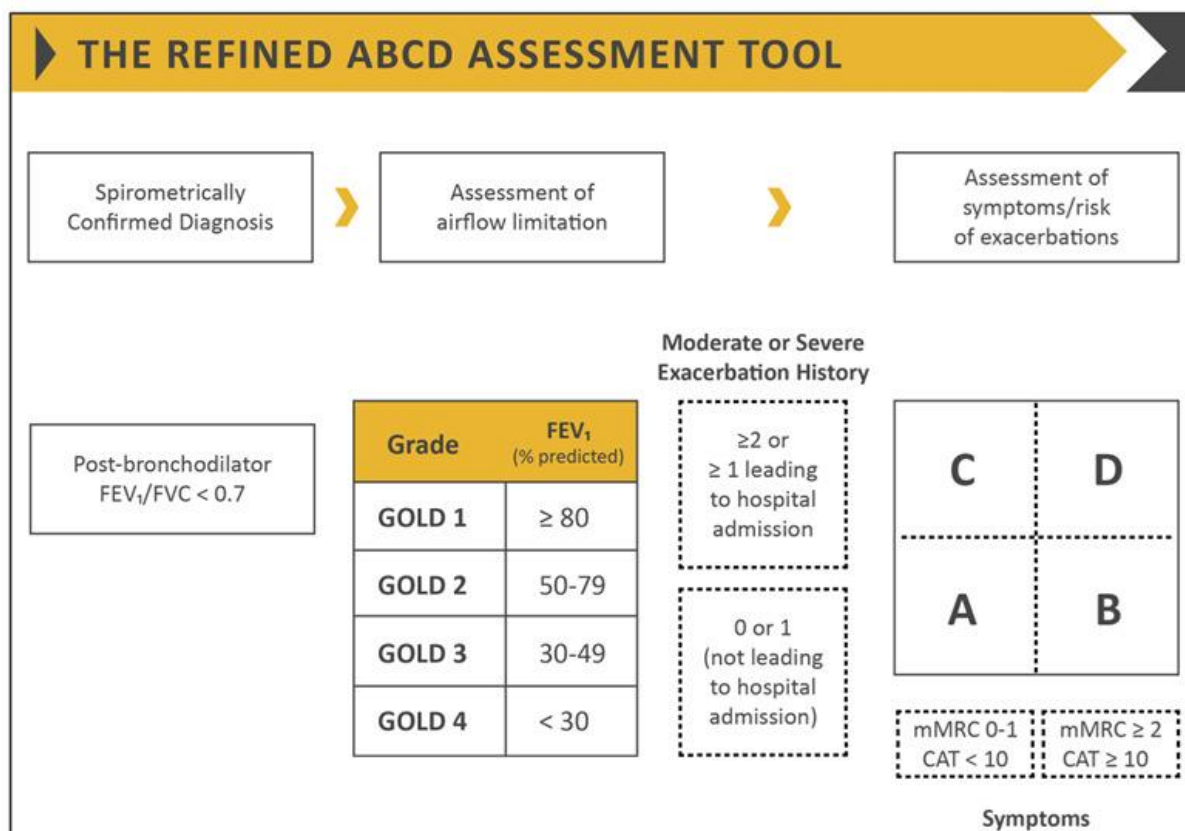 THE REFINED ABCD ASSESSMENT TOOL
Spirometrically
Confirmed Diagnosis
Assessment of
airflow limitation
Assessment of
symptoms/risk
of exacerbations
Post-bronchodilator
FEV₁/FVC < 0.7
Grade FEV₁
(% predicted)
GOLD 1 ≥ 80
GOLD 2 50-79
GOLD 3 30-49
GOLD 4 < 30
Moderate or Severe
Exacerbation History
≥2 or
≥ 1 leading
to hospital
admission
0 or 1
(not leading
to hospital
admission)
C D
A B
mMRC 0-1
CAT < 10
mMRC ≥ 2
CAT ≥ 10
Symptoms